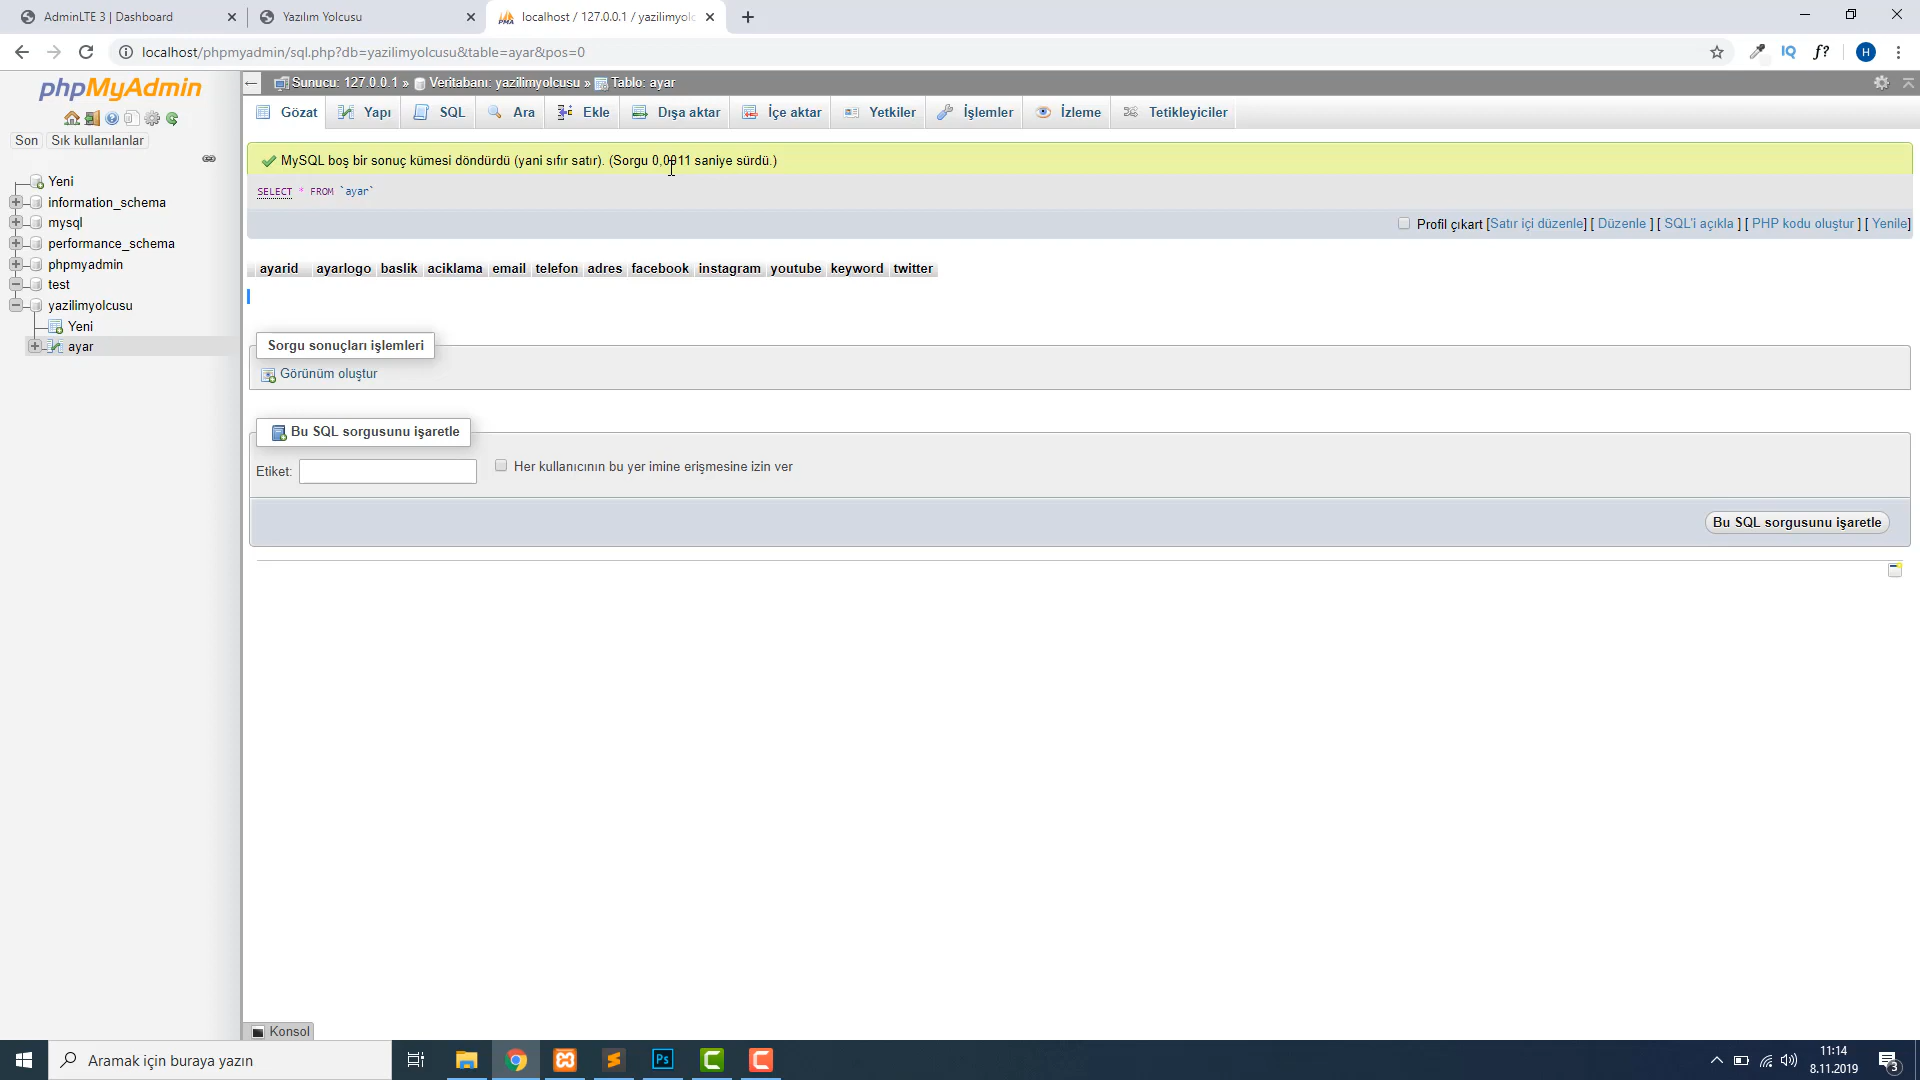 AdminLTE 3 | Dashboard
Yazılım Yolcusu
localhost / 127.0.0.1 / yazilimyolc
localhost/phpmyadmin/sql.php?db=yazilimyolcusu&table=ayar&pos=0
IQ
f?
H
phpMyAdmin
Sunucu: 127.0.0.1 » Veritabanı: yazilimyolcusu » Tablo: ayar
Gözat Yapı SQL Ara Ekle Dışa aktar İçe aktar Yetkiler İşlemler İzleme Tetikleyiciler
Son Sık kullanılanlar
Yeni
information_schema
mysql
performance_schema
phpmyadmin
test
yazilimyolcusu
Yeni
ayar
MySQL boş bir sonuç kümesi döndürdü (yani sıfır satır). (Sorgu 0,0011 saniye sürdü.)
SELECT * FROM `ayar`
Profil çıkart [Satır içi düzenle] [ Düzenle ] [ SQL'i açıkla ] [ PHP kodu oluştur ] [ Yenile]
ayarid ayarlogo baslik aciklama email telefon adres facebook instagram youtube keyword twitter
Sorgu sonuçları işlemleri
Görünüm oluştur
Bu SQL sorgusunu işaretle
Etiket:
Her kullanıcının bu yer imine erişmesine izin ver
Bu SQL sorgusunu işaretle
Konsol
Aramak için buraya yazın
Ps
11:14
8.11.2019
3